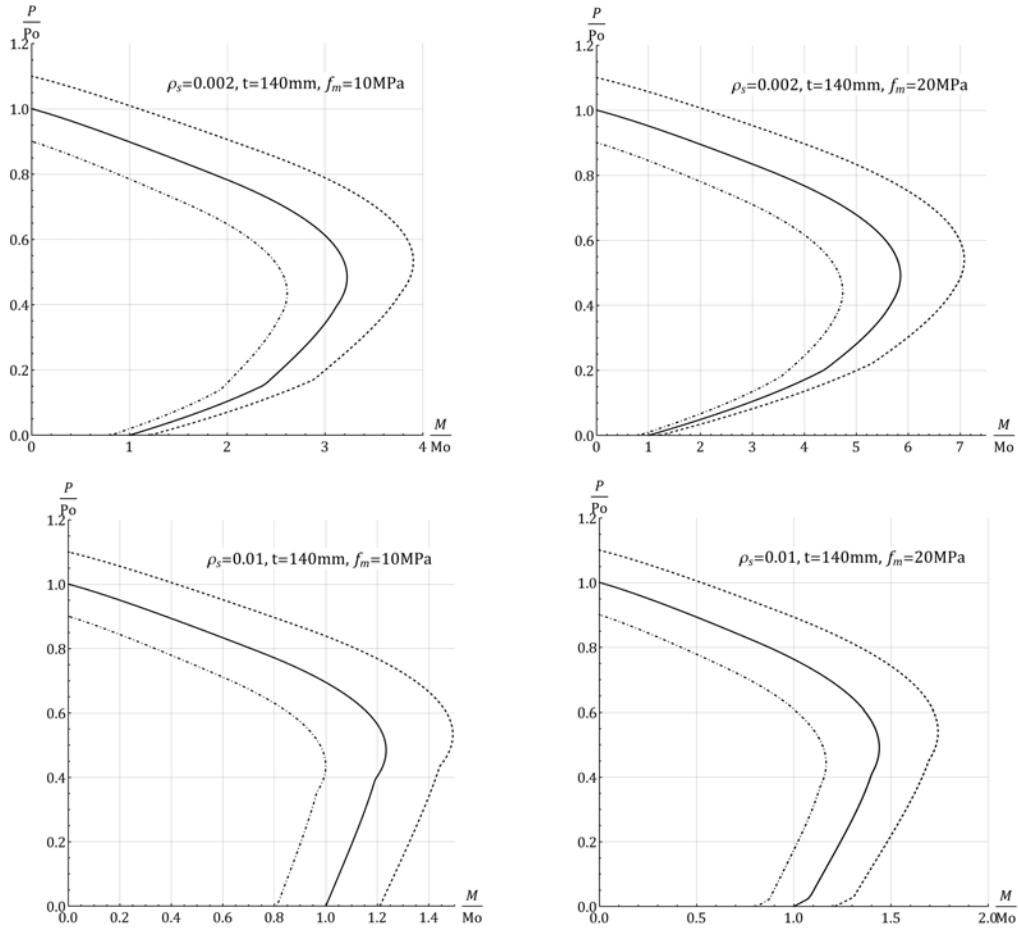 P
Po
1.2
ρs=0.002, t=140mm, fm=10MPa
1.0
0.8
0.6
0.4
0.2
0.0
0 1 2 3 4
M
Mo
P
Po
1.2
ρs=0.002, t=140mm, fm=20MPa
1.0
0.8
0.6
0.4
0.2
0.0
0 1 2 3 4 5 6 7
M
Mo
P
Po
1.2
ρs=0.01, t=140mm, fm=10MPa
1.0
0.8
0.6
0.4
0.2
0.0
0.0 0.2 0.4 0.6 0.8 1.0 1.2 1.4
M
Mo
P
Po
1.2
ρs=0.01, t=140mm, fm=20MPa
1.0
0.8
0.6
0.4
0.2
0.0
0.0 0.5 1.0 1.5 2.0
M
Mo